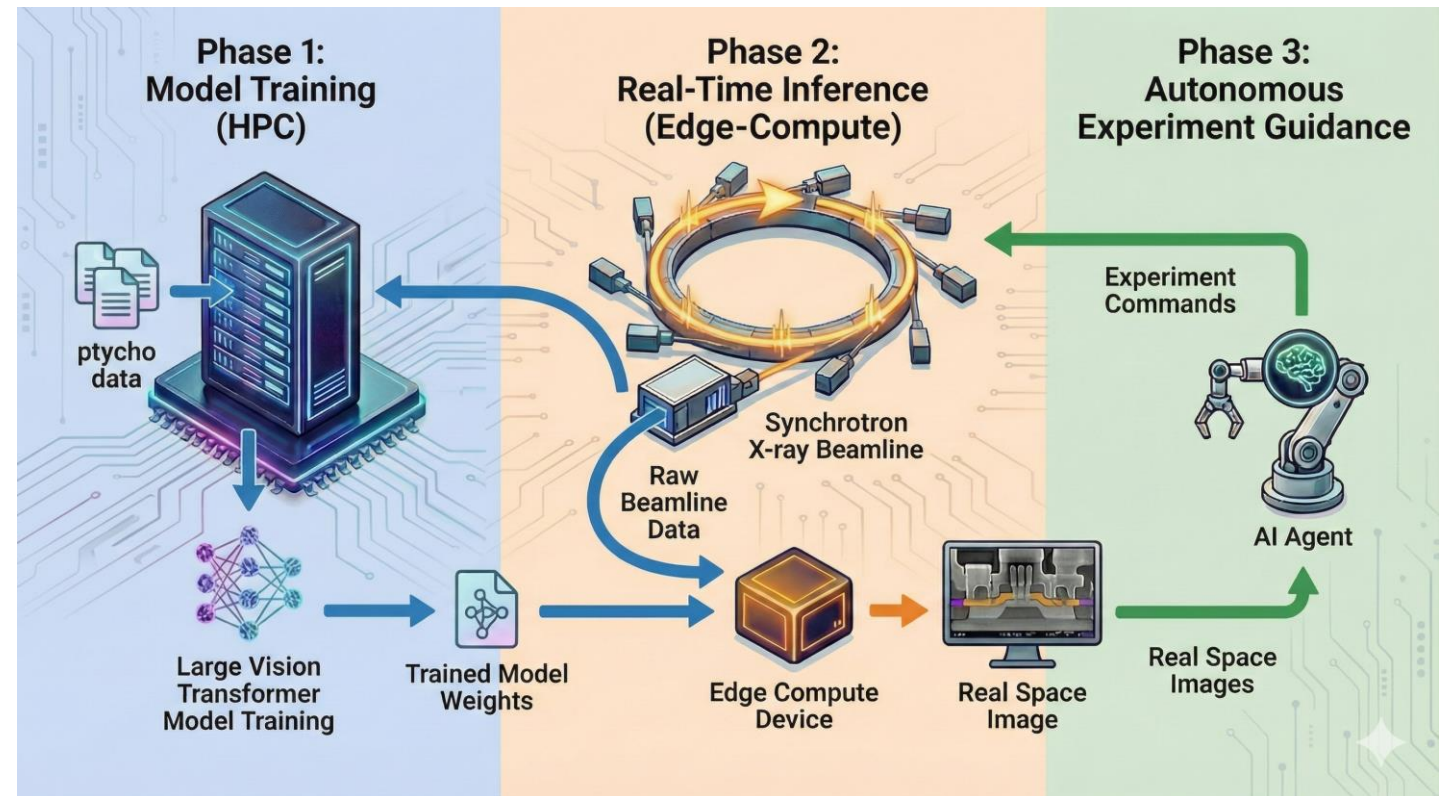 Phase 1:
Model Training
(HPC)
Phase 2:
Real-Time Inference
(Edge-Compute)
Phase 3:
Autonomous
Experiment Guidance
ptycho
data
Large Vision
Transformer
Model Training
Trained Model
Weights
Synchrotron
X-ray Beamline
Raw
Beamline
Data
Edge Compute
Device
Real Space
Image
Experiment
Commands
AI Agent
Real Space
Images